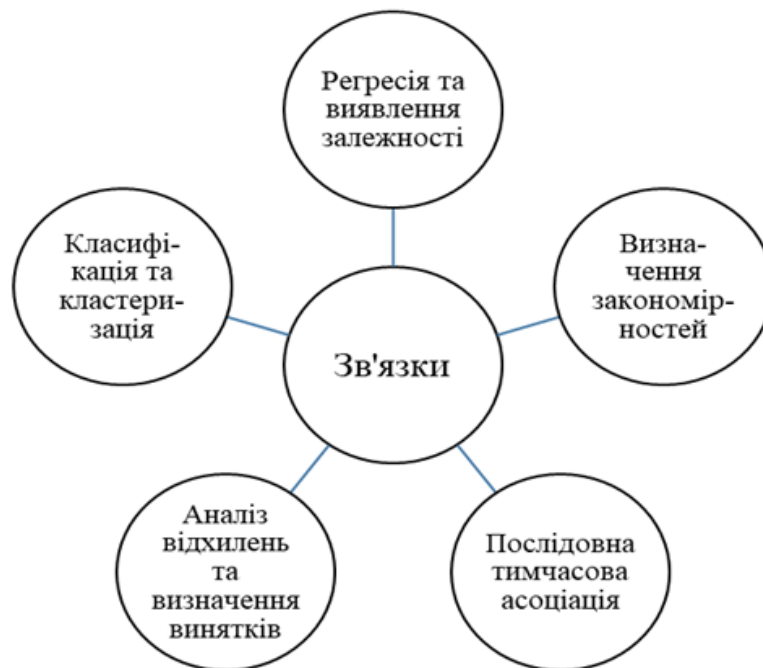 Регресія та
виявлення
залежності
Класифі-
кація та
кластери-
зація
Визна-
чення
закономір-
ностей
Зв'язки
Аналіз
відхилень
та
визначення
винятків
Послідовна
тимчасова
асоціація